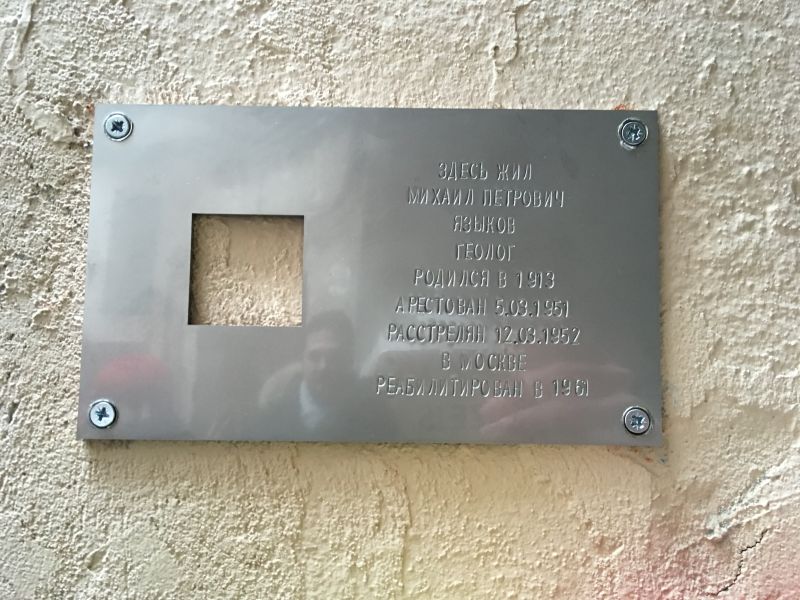 ЗДЕСЬ ЖИЛ
МИХАИЛ ПЕТРОВИЧ
ЯЗЫКОВ
ГЕОЛОГ
РОДИЛСЯ В 1913
АРЕСТОВАН 5.03.1951
РАССТРЕЛЯН 12.03.1952
В МОСКВЕ
РЕАБИЛИТИРОВАН В 1961